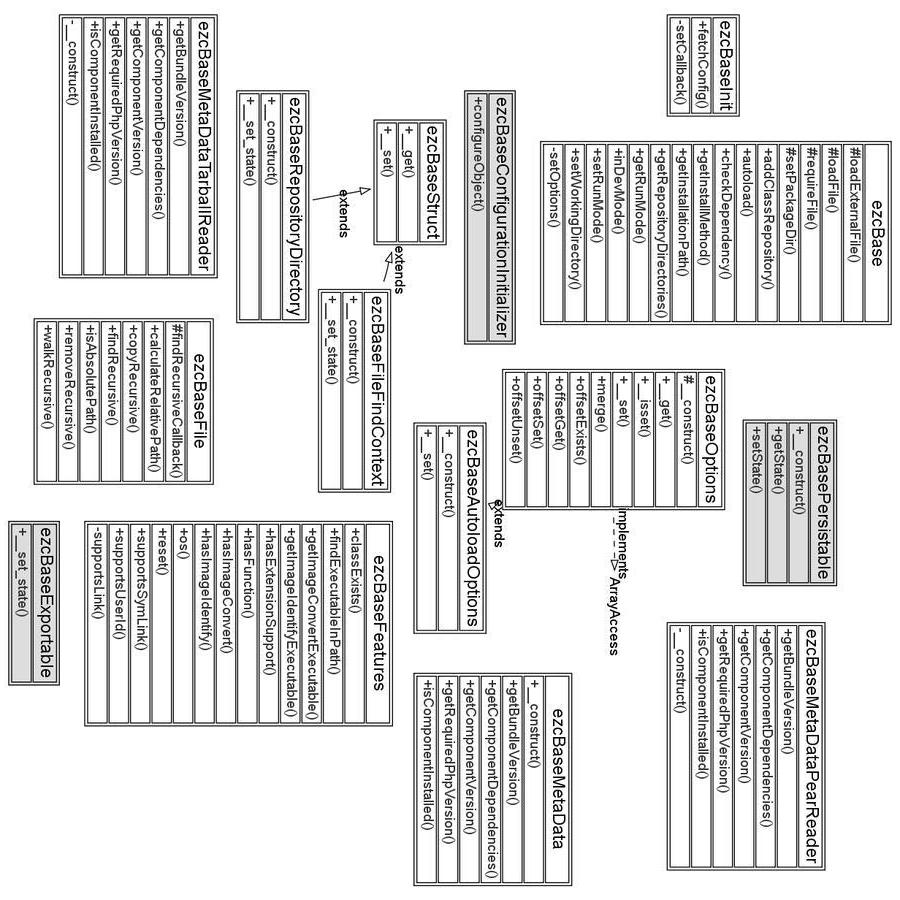 ezcBaseInit
+fetchConfig()
-setCallback()
ezcBase
#loadExternalFile()
#loadFile()
#requireFile()
#setPackageDir()
+addClassRepository()
+autoload()
+checkDependency()
+getInstallMethod()
+getInstallationPath()
+getRepositoryDirectories()
+getRunMode()
+inDevMode()
+setRunMode()
+setWorkingDirectory()
-setOptions()
ezcBasePersistable
+__construct()
+getState()
+setState()
ezcBaseMetaDataPearReader
+getBundleVersion()
+getComponentDependencies()
+getComponentVersion()
+getRequiredPhpVersion()
+isComponentInstalled()
-__construct()
ezcBaseConfigurationInitializer
+configureObject()
ezcBaseOptions
#__construct()
+__get()
+__isset()
+__set()
+merge()
+offsetExists()
+offsetGet()
+offsetSet()
+offsetUnset()
implements
ArrayAccess
extends
ezcBaseStruct
+__get()
+__set()
extends
extends
ezcBaseAutoloadOptions
+__construct()
+__set()
ezcBaseMetaData
+__construct()
+getBundleVersion()
+getComponentDependencies()
+getComponentVersion()
+getRequiredPhpVersion()
+isComponentInstalled()
ezcBaseRepositoryDirectory
+__construct()
+__set_state()
ezcBaseFileFindContext
+__construct()
+__set_state()
ezcBaseFeatures
+classExists()
+findExecutableInPath()
+getImageConvertExecutable()
+getImageIdentifyExecutable()
+hasExtensionSupport()
+hasFunction()
+hasImageConvert()
+hasImageIdentify()
+os()
+reset()
+supportsSymLink()
+supportsUserId()
-supportsLink()
ezcBaseMetaDataTarballReader
+getBundleVersion()
+getComponentDependencies()
+getComponentVersion()
+getRequiredPhpVersion()
+isComponentInstalled()
-__construct()
ezcBaseFile
#findRecursiveCallback()
+calculateRelativePath()
+copyRecursive()
+findRecursive()
+isAbsolutePath()
+removeRecursive()
+walkRecursive()
ezcBaseExportable
+__set_state()